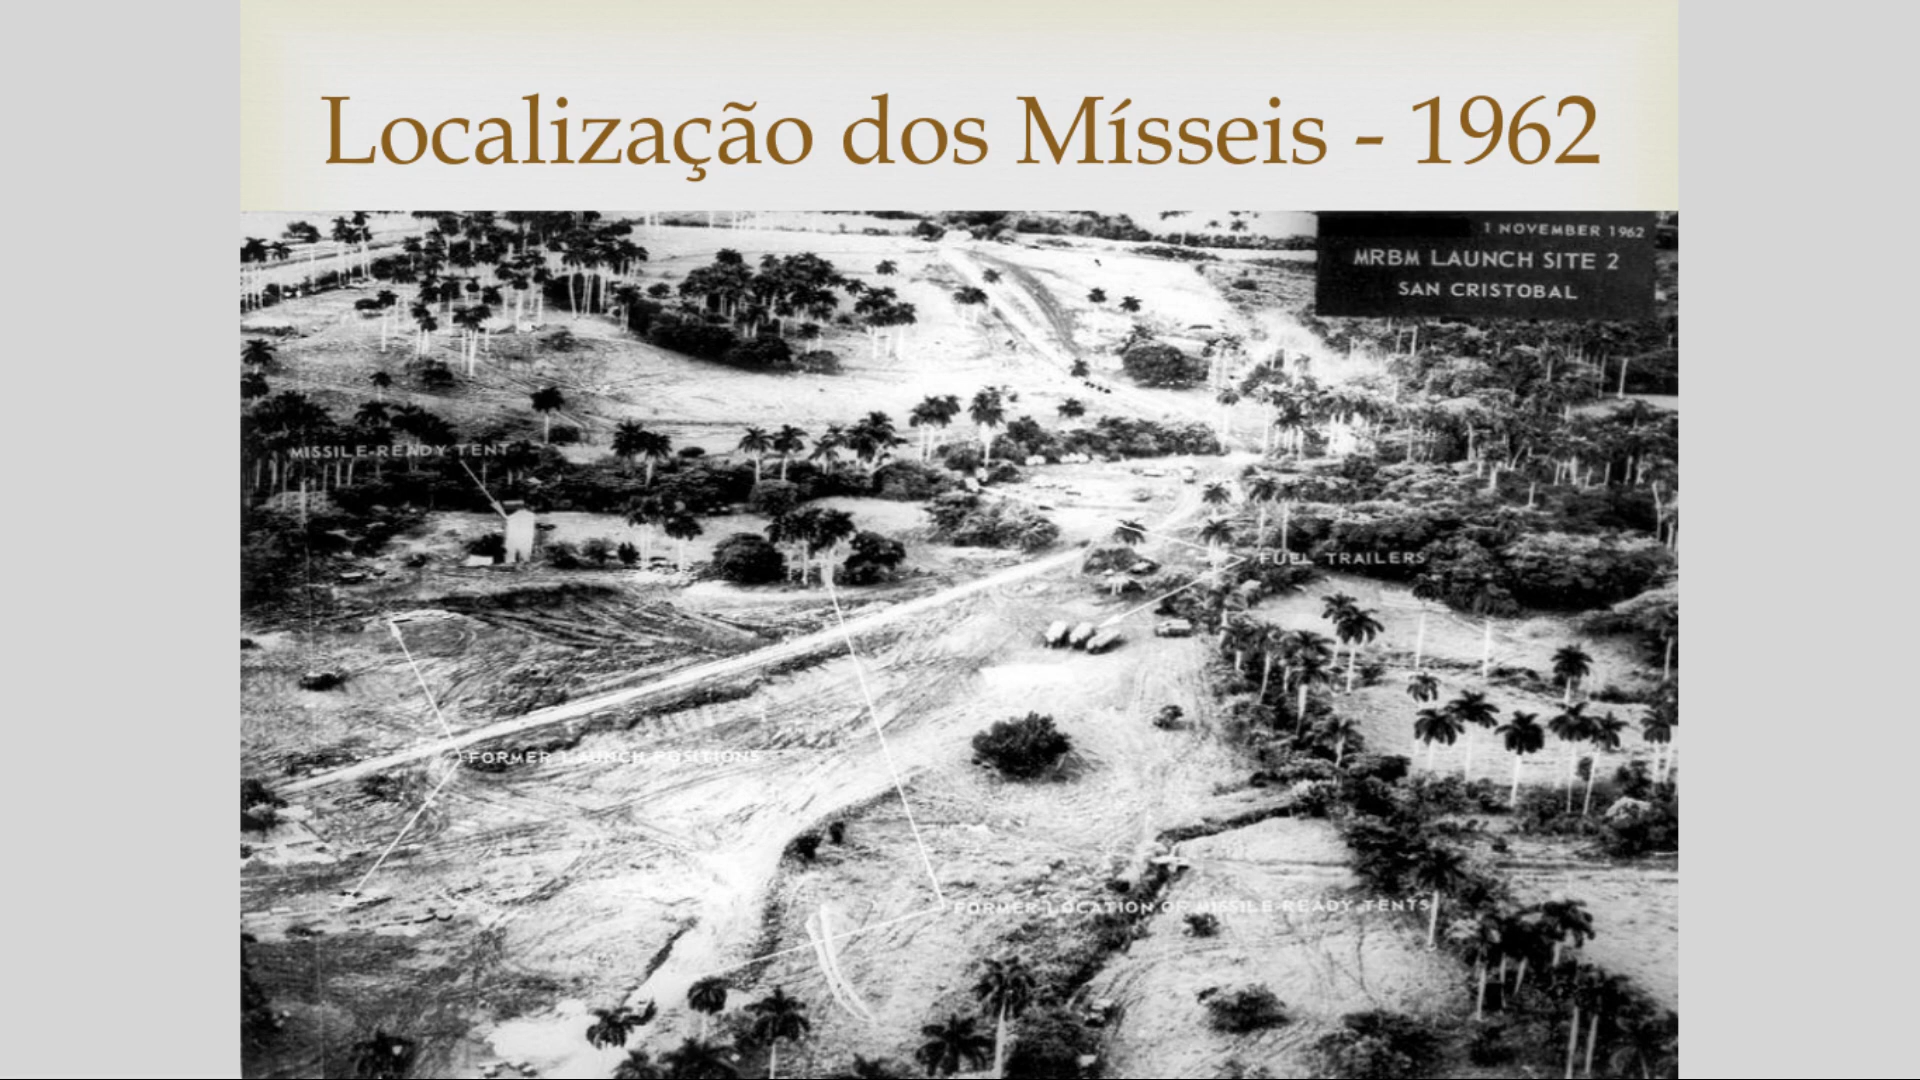 Localização dos Mísseis - 1962
1 NOVEMBER 1962
MRBM LAUNCH SITE 2
SAN CRISTOBAL
MISSILE-READY TENT
FUEL TRAILERS
FORMER LAUNCH POSITIONS
FORMER LOCATION OF MISSILE-READY TENTS